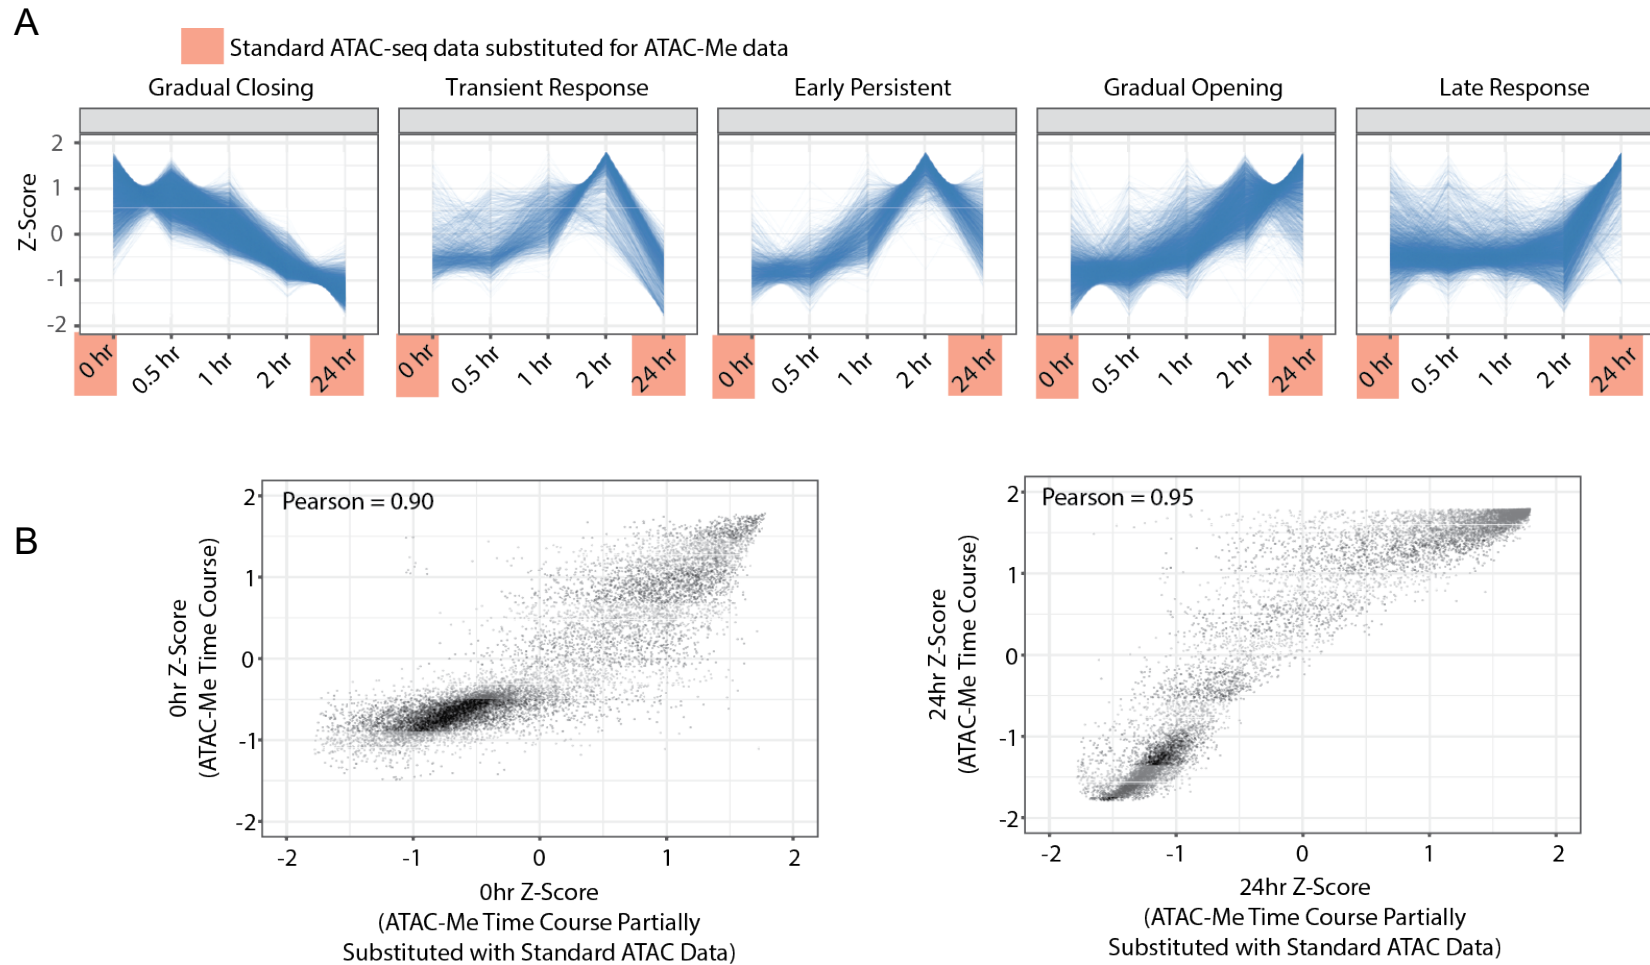 A
Standard ATAC-seq data substituted for ATAC-Me data
Gradual Closing
Transient Response
Early Persistent
Gradual Opening
Late Response
Z-Score
2
1
0
-1
-2
0 hr
0.5 hr
1 hr
2 hr
24 hr
0 hr
0.5 hr
1 hr
2 hr
24 hr
0 hr
0.5 hr
1 hr
2 hr
24 hr
0 hr
0.5 hr
1 hr
2 hr
24 hr
0 hr
0.5 hr
1 hr
2 hr
24 hr
B
Pearson = 0.90
0hr Z-Score
(ATAC-Me Time Course)
2
1
0
-1
-2
-2
-1
0
1
2
0hr Z-Score
(ATAC-Me Time Course Partially
Substituted with Standard ATAC Data)
Pearson = 0.95
24hr Z-Score
(ATAC-Me Time Course)
2
1
0
-1
-2
-2
-1
0
1
2
24hr Z-Score
(ATAC-Me Time Course Partially
Substituted with Standard ATAC Data)